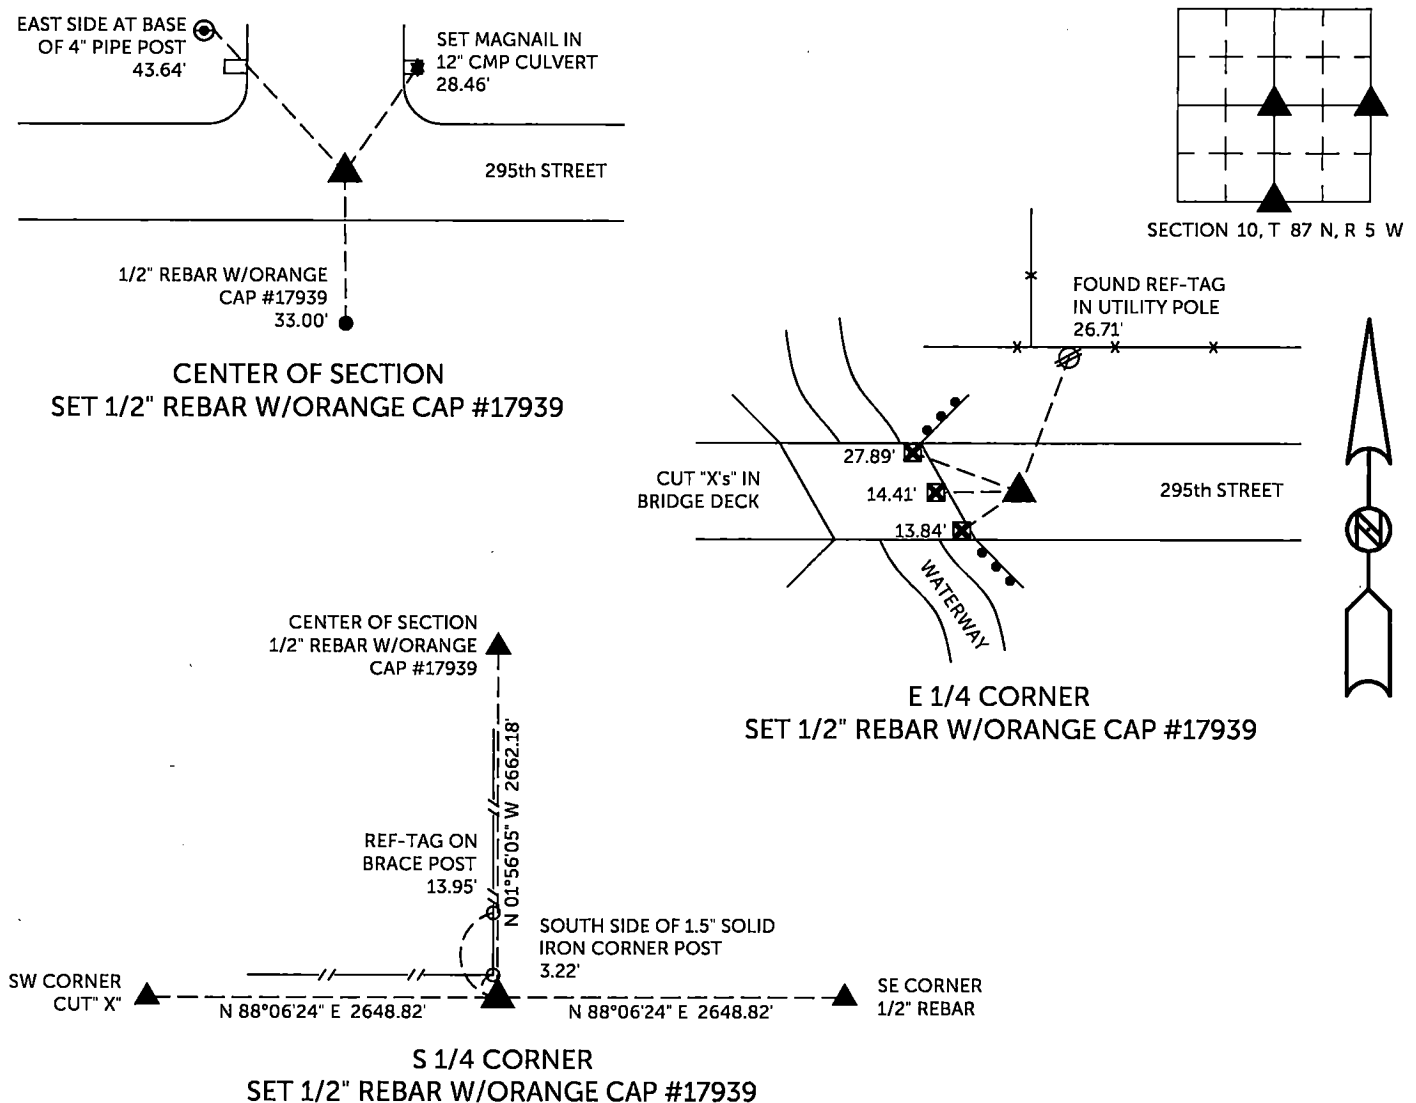 EAST SIDE AT BASE
OF 4" PIPE POST
43.64'
SET MAGNAIL IN
12" CMP CULVERT
28.46'
295th STREET
1/2" REBAR W/ORANGE
CAP #17939
33.00'
CENTER OF SECTION
SET 1/2" REBAR W/ORANGE CAP #17939
SECTION 10, T 87 N, R 5 W
FOUND REF-TAG
IN UTILITY POLE
26.71'
27.89'
CUT "X's" IN
BRIDGE DECK
14.41'
13.84'
295th STREET
WATERWAY
N
E 1/4 CORNER
SET 1/2" REBAR W/ORANGE CAP #17939
CENTER OF SECTION
1/2" REBAR W/ORANGE
CAP #17939
N 01°56'05" W 2662.18'
REF-TAG ON
BRACE POST
13.95'
SOUTH SIDE OF 1.5" SOLID
IRON CORNER POST
3.22'
SW CORNER
CUT" X"
N 88°06'24" E 2648.82'
N 88°06'24" E 2648.82'
SE CORNER
1/2" REBAR
S 1/4 CORNER
SET 1/2" REBAR W/ORANGE CAP #17939